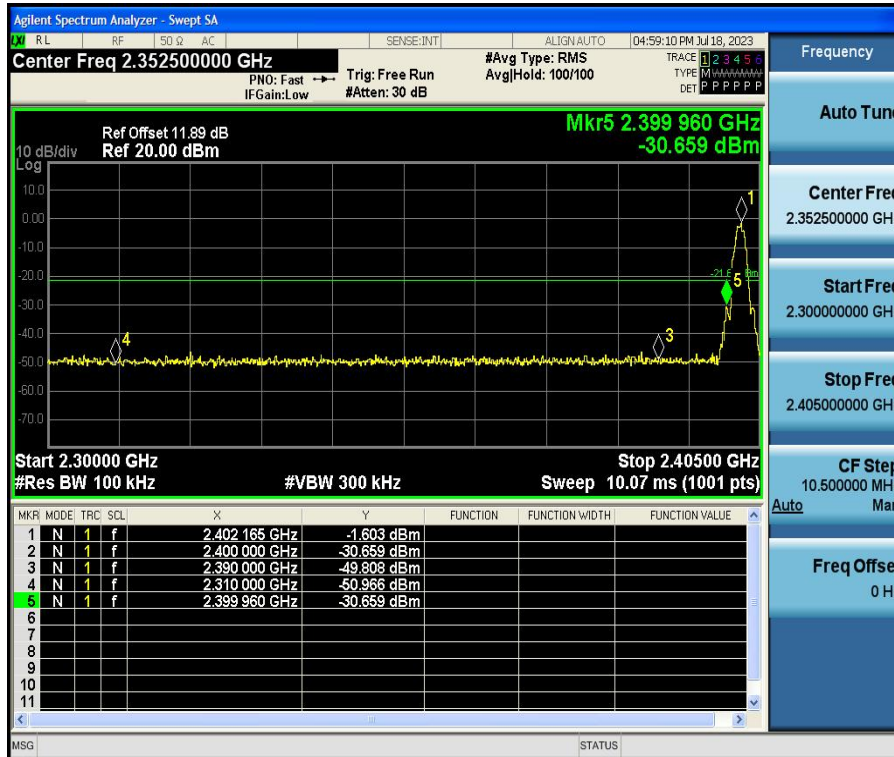 Agilent Spectrum Analyzer - Swept SA
LXI RL RF 50 Ω AC SENSE:INT ALIGN AUTO 04:59:10 PM Jul 18, 2023
Center Freq 2.352500000 GHz
#Avg Type: RMS
TRACE 1 2 3 4 5 6
PNO: Fast
Trig: Free Run
Avg|Hold: 100/100
IFGain:Low
#Atten: 30 dB
DET P P P P P P
Mkr5 2.399 960 GHz
-30.659 dBm
Ref Offset 11.89 dB
10 dB/div Ref 20.00 dBm
Log
10.0
0.00
-10.0
-20.0
-30.0
-40.0
-50.0
-60.0
-70.0
1
5
4
3
Start 2.30000 GHz Stop 2.40500 GHz
#Res BW 100 kHz #VBW 300 kHz Sweep 10.07 ms (1001 pts)
MKR MODE TRC SCL X Y FUNCTION FUNCTION WIDTH FUNCTION VALUE
1 N 1 f 2.402 165 GHz -1.603 dBm
2 N 1 f 2.400 000 GHz -30.659 dBm
3 N 1 f 2.390 000 GHz -49.808 dBm
4 N 1 f 2.310 000 GHz -50.966 dBm
5 N 1 f 2.399 960 GHz -30.659 dBm
6
7
8
9
10
11
MSG STATUS
Frequency
Auto Tun
Center Fre
2.352500000 GH
Start Fre
2.300000000 GH
Stop Fre
2.405000000 GH
CF Ste
10.500000 MH
Auto Ma
Freq Offse
0 H